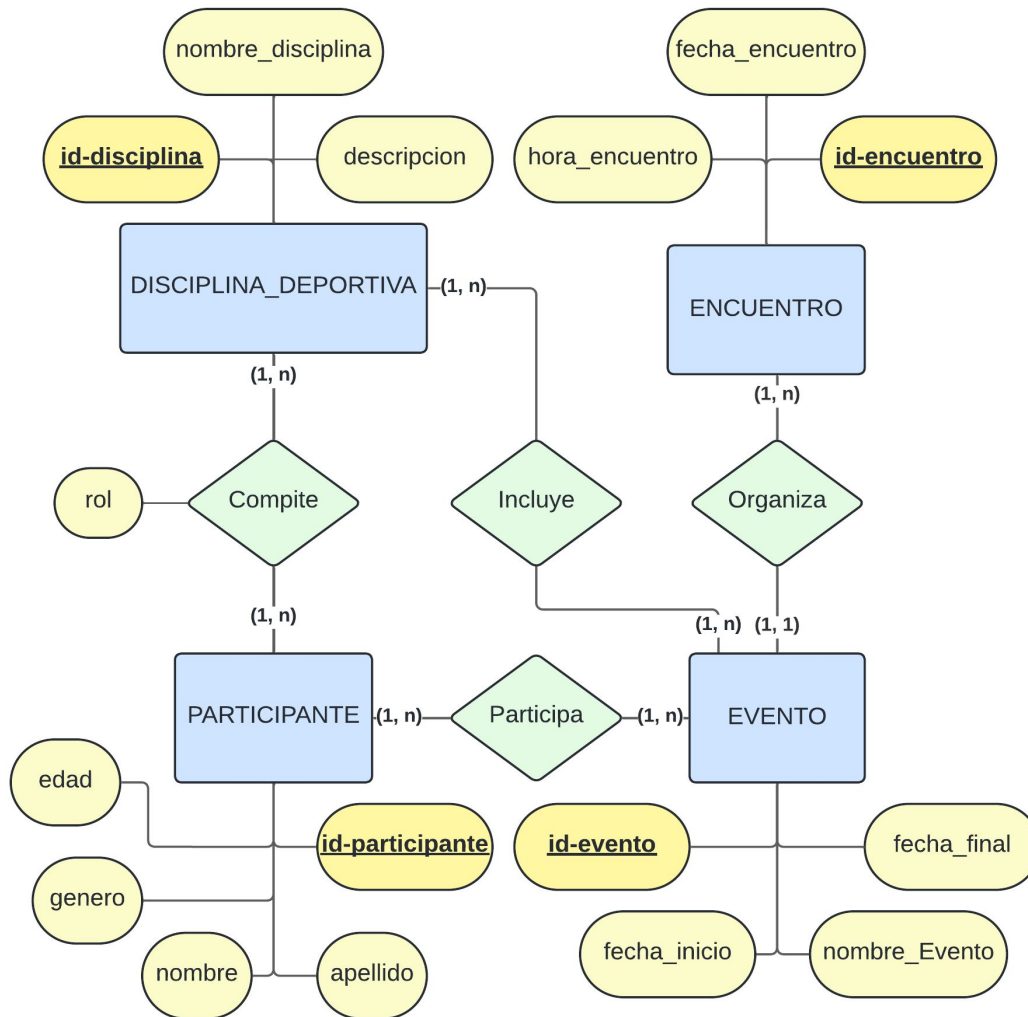 nombre_disciplina
fecha_encuentro
id-disciplina
descripcion
hora_encuentro
id-encuentro
DISCIPLINA_DEPORTIVA
(1, n)
ENCUENTRO
(1, n)
(1, n)
rol
Compite
Incluye
Organiza
(1, n)
(1, n)
(1, 1)
PARTICIPANTE
(1, n)
Participa
(1, n)
EVENTO
edad
id-participante
id-evento
fecha_final
genero
fecha_inicio
nombre_Evento
nombre
apellido